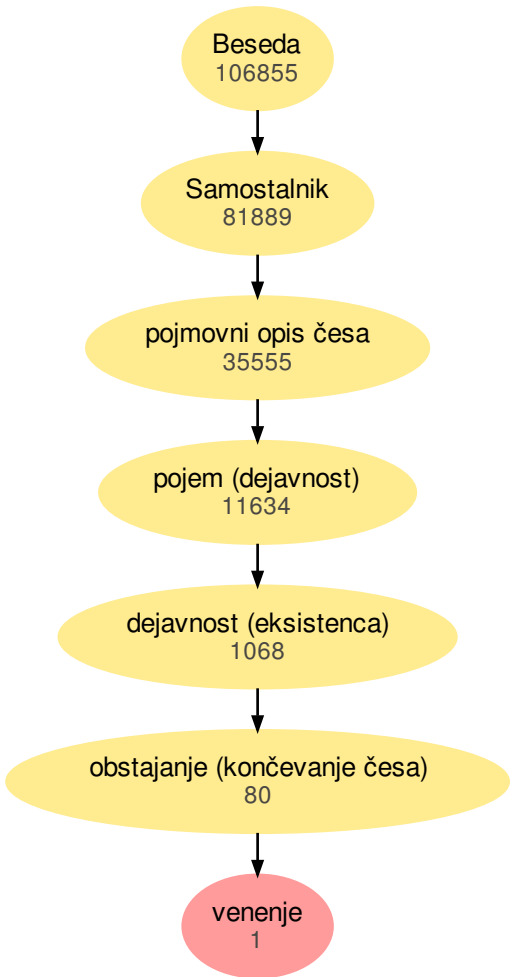 Beseda
106855
Samostalnik
81889
pojmovni opis česa
35555
pojem (dejavnost)
11634
dejavnost (eksistenca)
1068
obstajanje (končevanje česa)
80
venenje
1